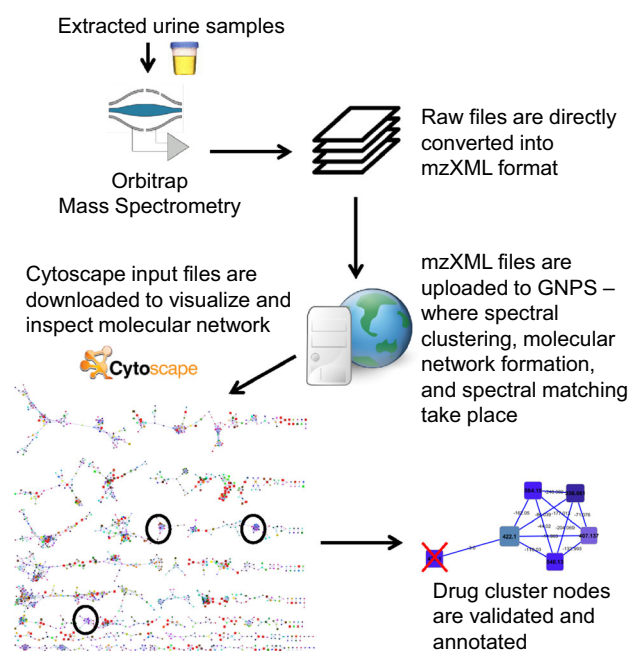 Extracted urine samples
Orbitrap
Mass Spectrometry
Raw files are directly
converted into
mzXML format
mzXML files are
uploaded to GNPS –
where spectral
clustering, molecular
network formation,
and spectral matching
take place
Cytoscape input files are
downloaded to visualize and
inspect molecular network
Cytoscape
422.1
407.137
Drug cluster nodes
are validated and
annotated